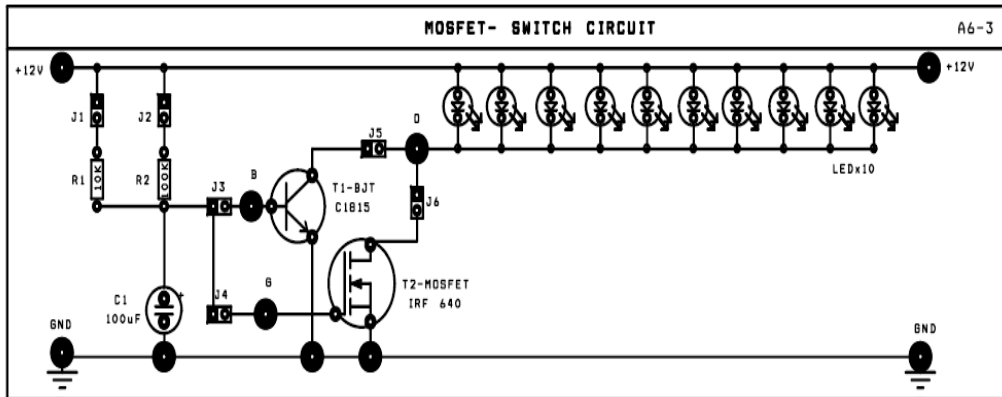 MOSFET- SWITCH CIRCUIT
A6-3
+12V
+12V
J1
J2
R1
10K
R2
100K
J3
B
J5
D
T1-BJT
C1815
J6
LEDx10
J4
G
T2-MOSFET
IRF 640
C1
100uF
+
GND
GND